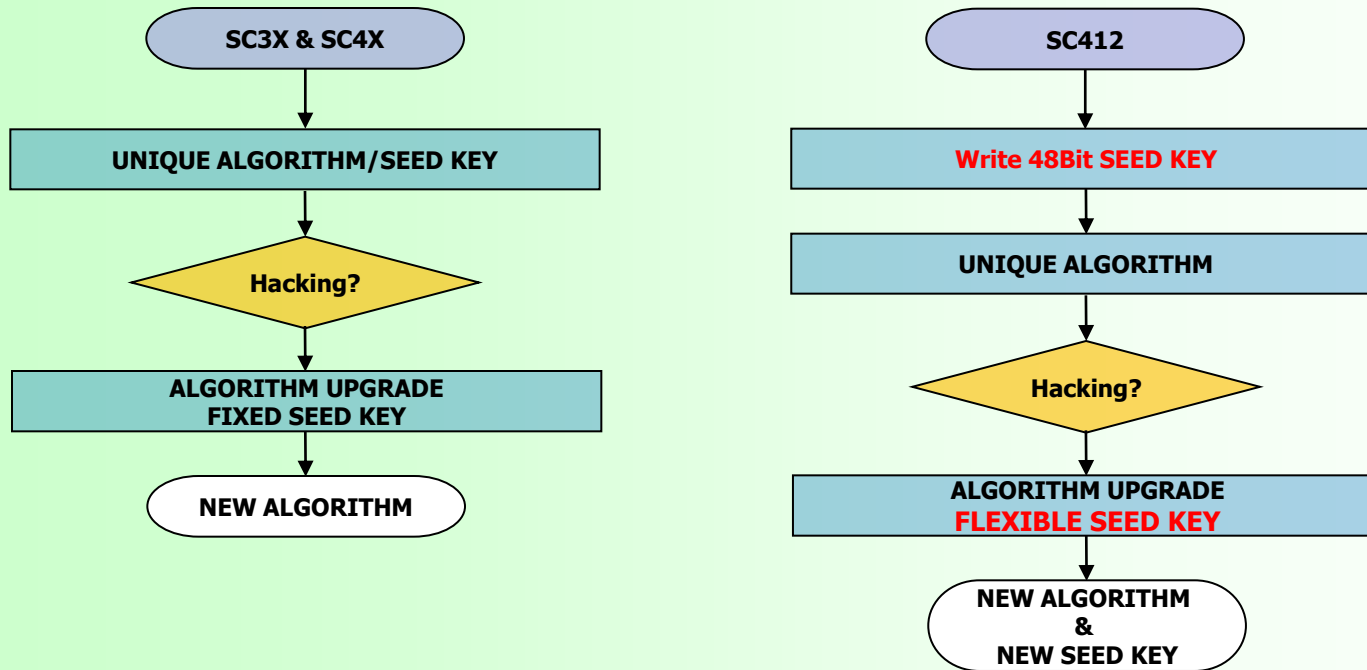 SC3X & SC4X
UNIQUE ALGORITHM/SEED KEY
Hacking?
ALGORITHM UPGRADE
FIXED SEED KEY
NEW ALGORITHM
SC412
Write 48Bit SEED KEY
UNIQUE ALGORITHM
Hacking?
ALGORITHM UPGRADE
FLEXIBLE SEED KEY
NEW ALGORITHM
&
NEW SEED KEY